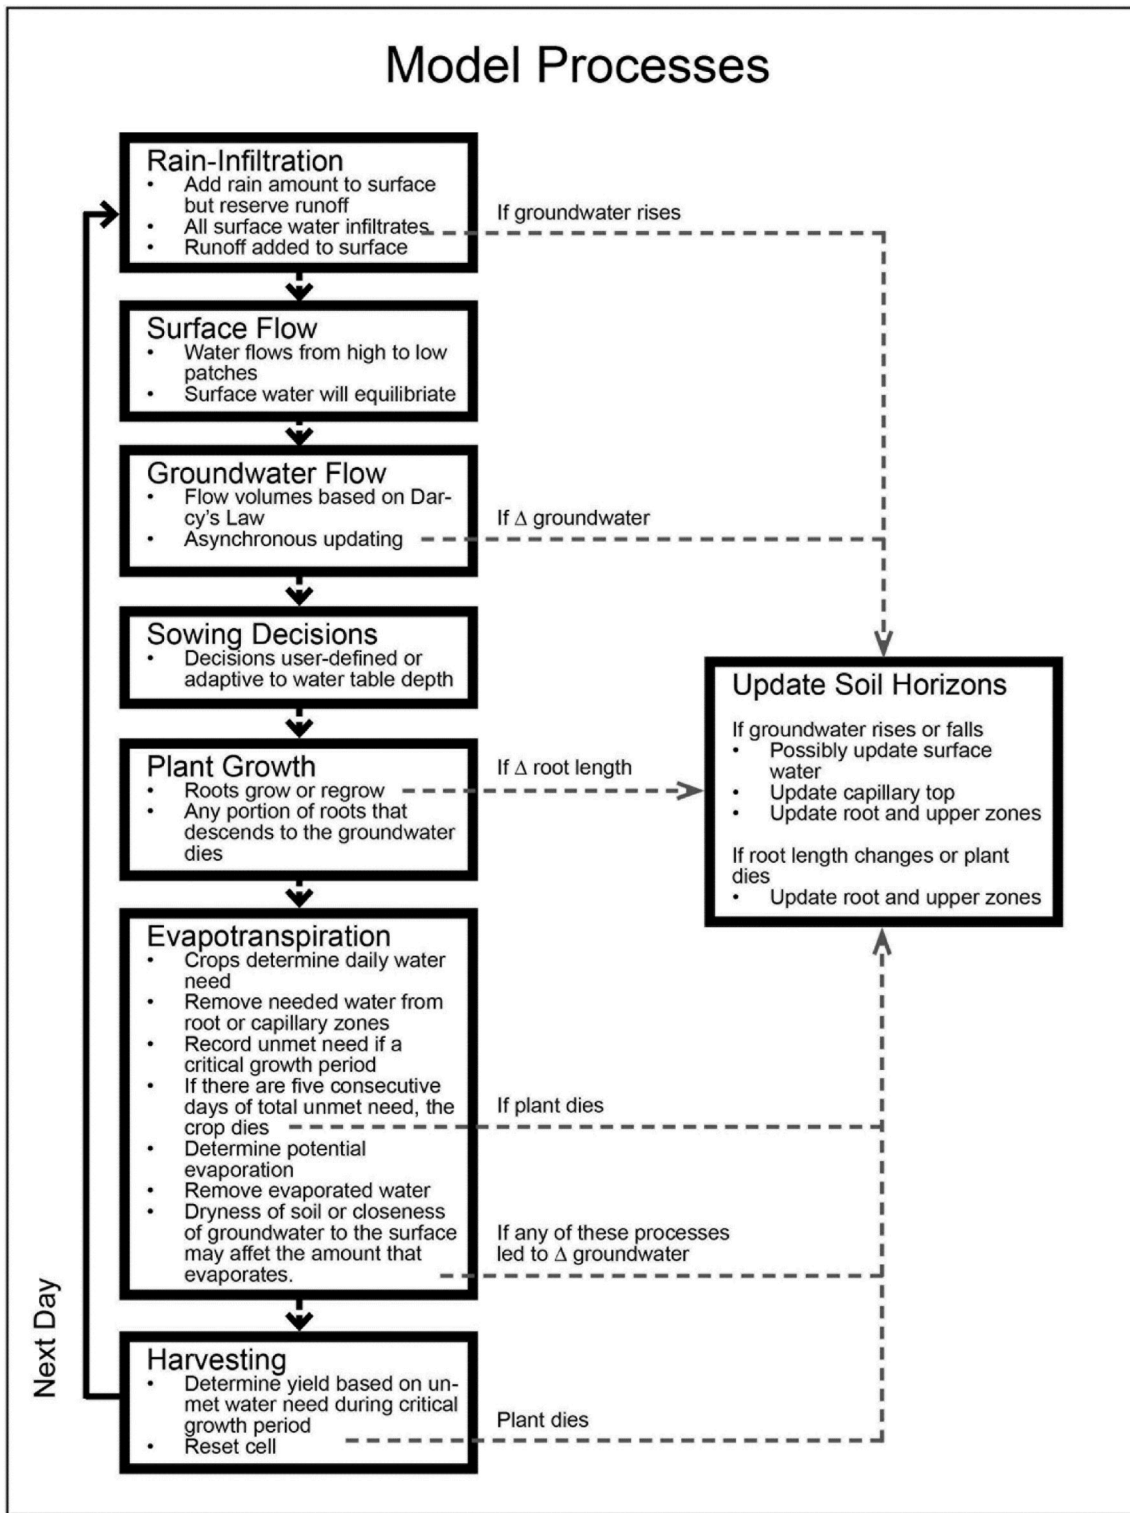 Model Processes
Rain-Infiltration
• Add rain amount to surface
but reserve runoff
• All surface water infiltrates
• Runoff added to surface
If groundwater rises
Surface Flow
• Water flows from high to low
patches
• Surface water will equilibriate
Groundwater Flow
• Flow volumes based on Dar-
cy's Law
• Asynchronous updating
If Δ groundwater
Sowing Decisions
• Decisions user-defined or
adaptive to water table depth
Plant Growth
• Roots grow or regrow
• Any portion of roots that
descends to the groundwater
dies
If Δ root length
Update Soil Horizons
If groundwater rises or falls
• Possibly update surface
water
• Update capillary top
• Update root and upper zones
If root length changes or plant
dies
• Update root and upper zones
Evapotranspiration
• Crops determine daily water
need
• Remove needed water from
root or capillary zones
• Record unmet need if a
critical growth period
• If there are five consecutive
days of total unmet need, the
crop dies
• Determine potential
evaporation
• Remove evaporated water
• Dryness of soil or closeness
of groundwater to the surface
may affet the amount that
evaporates.
If plant dies
If any of these processes
led to Δ groundwater
Harvesting
• Determine yield based on un-
met water need during critical
growth period
• Reset cell
Plant dies
Next Day